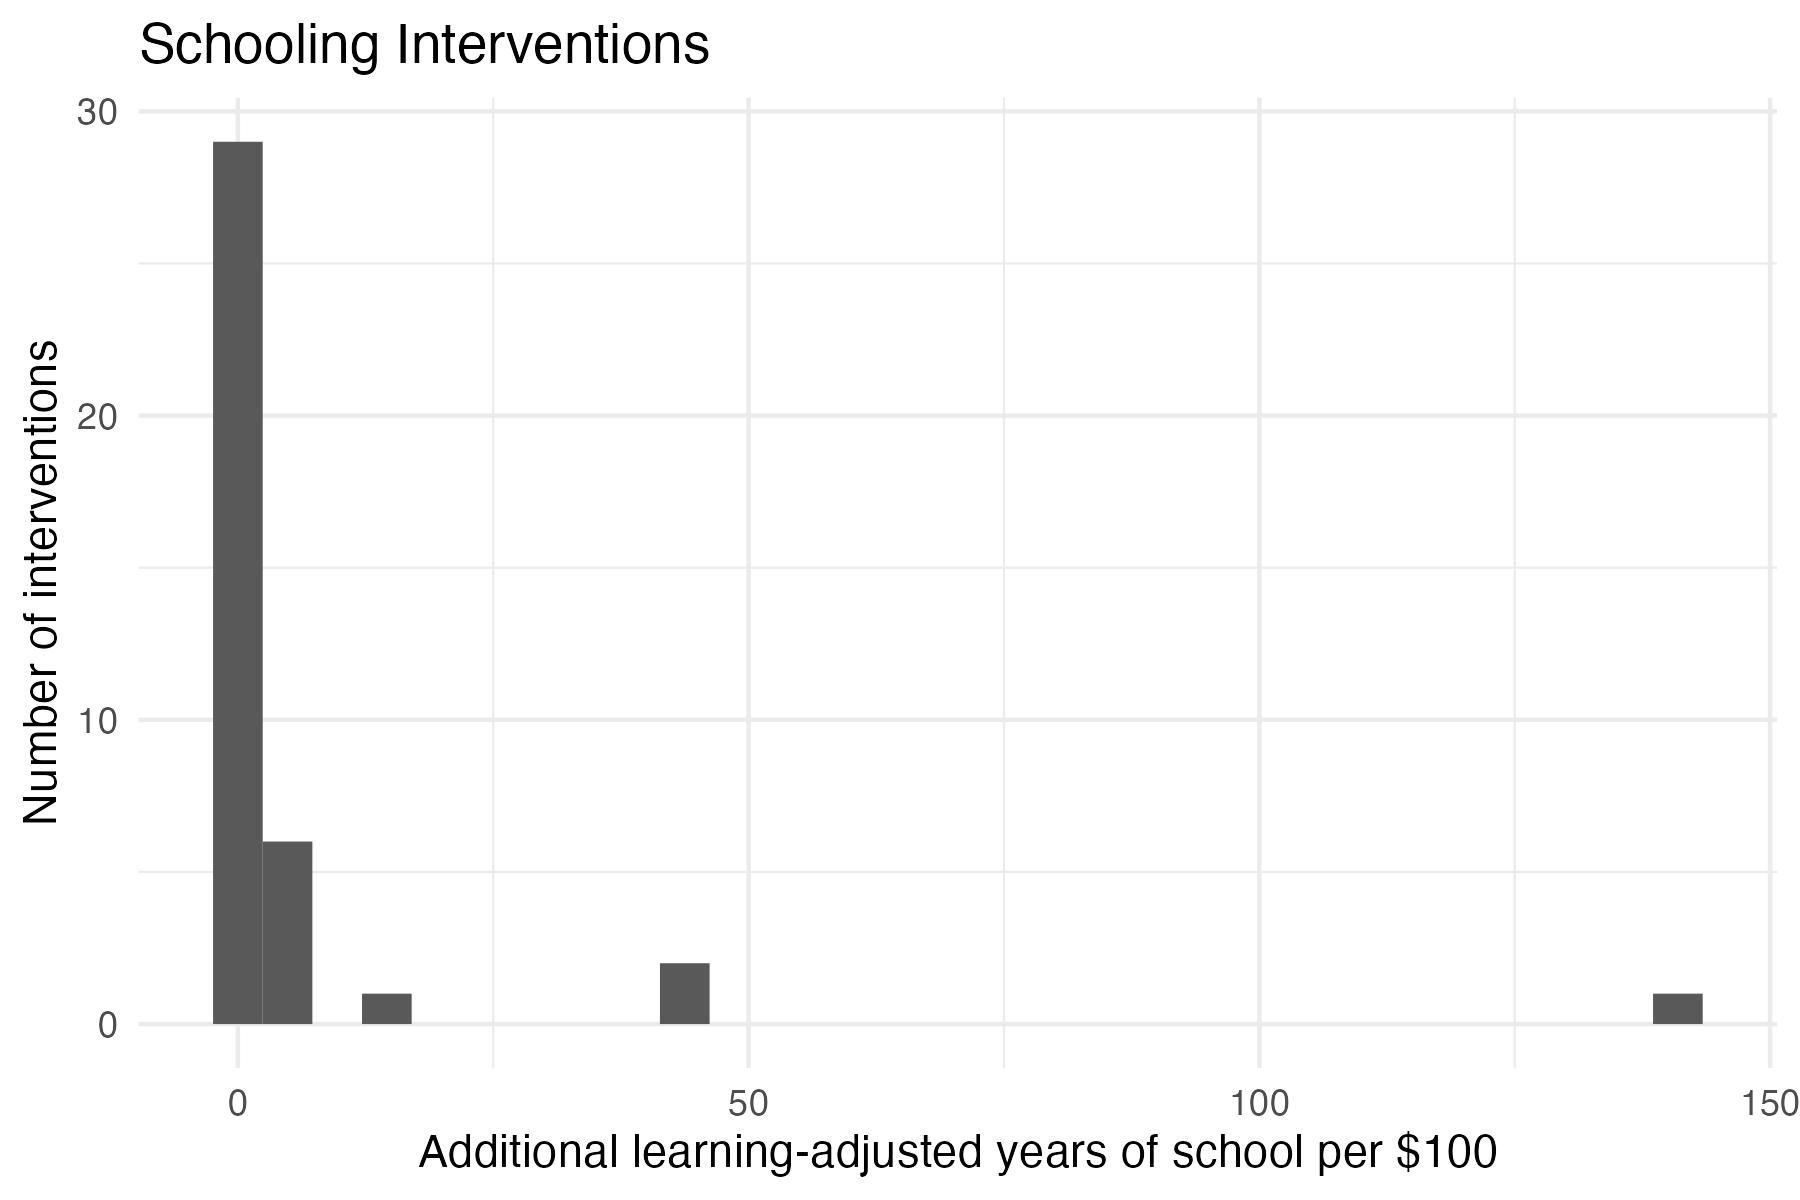 Schooling Interventions
30
20
10
0
Number of interventions
0 50 100 150
Additional learning-adjusted years of school per $100